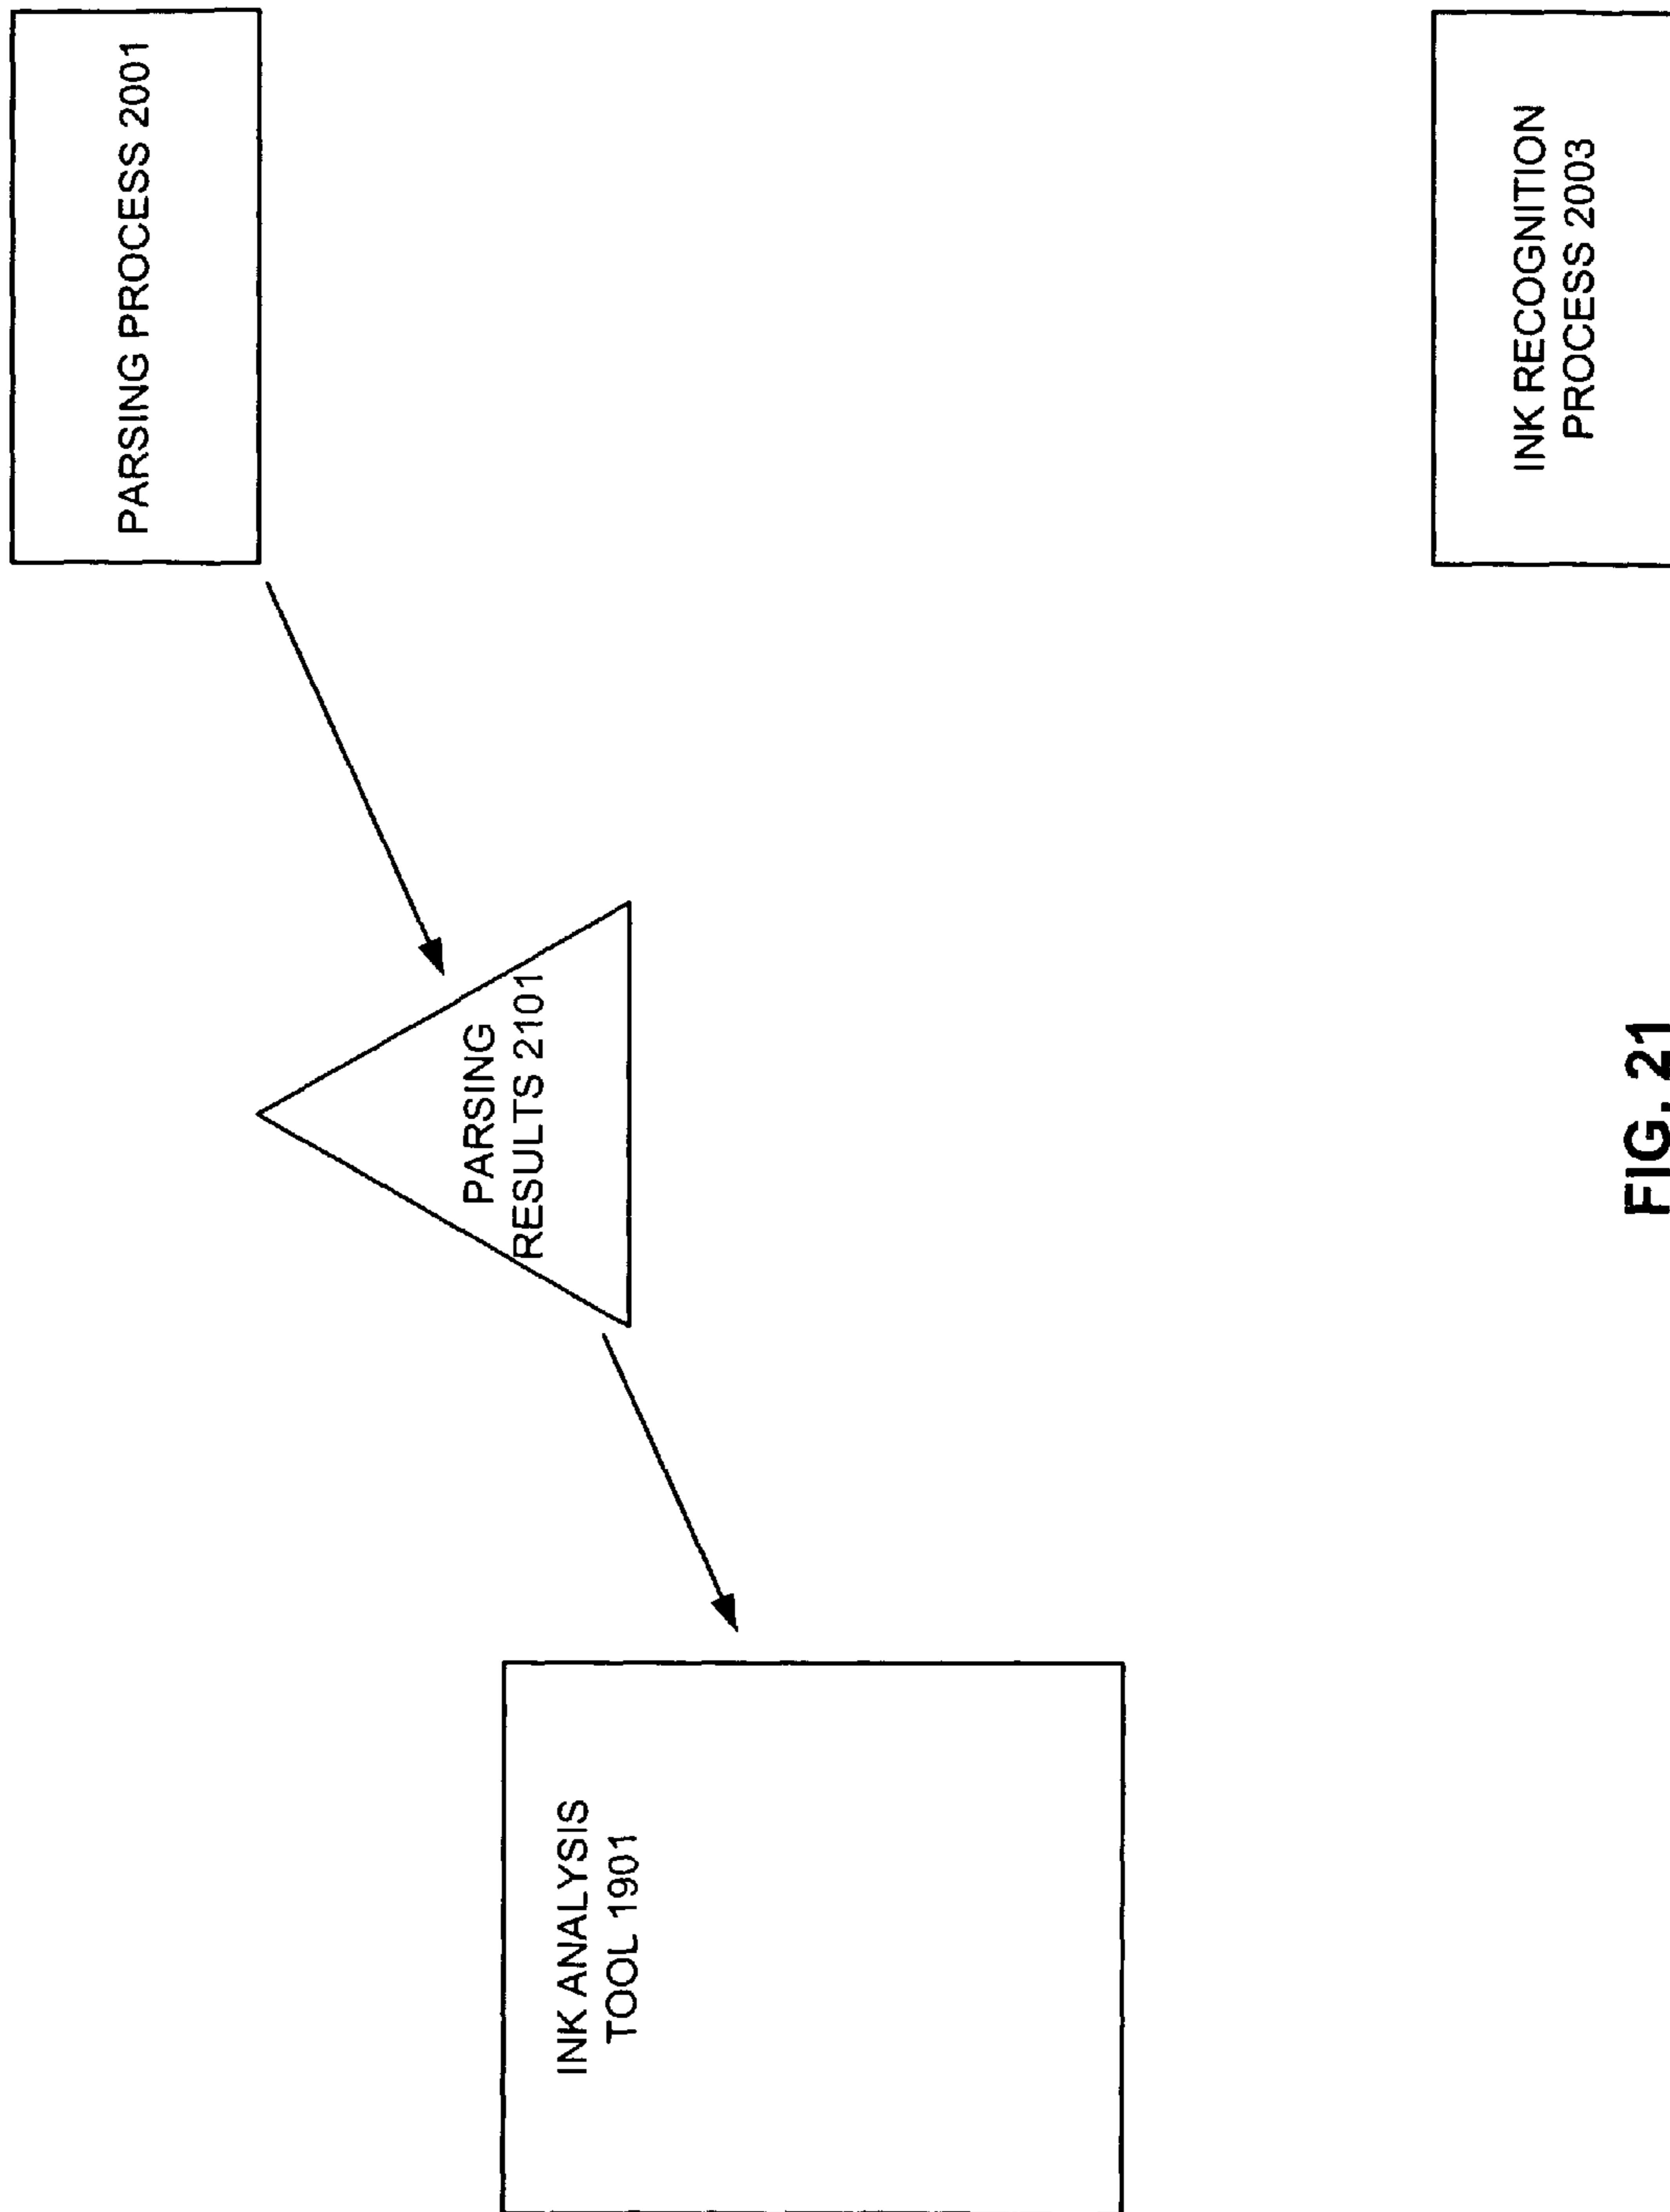 PARSING PROCESS 2001
PARSING
RESULTS 2101
INK ANALYSIS
TOOL 1901
INK RECOGNITION
PROCESS 2003
FIG. 21